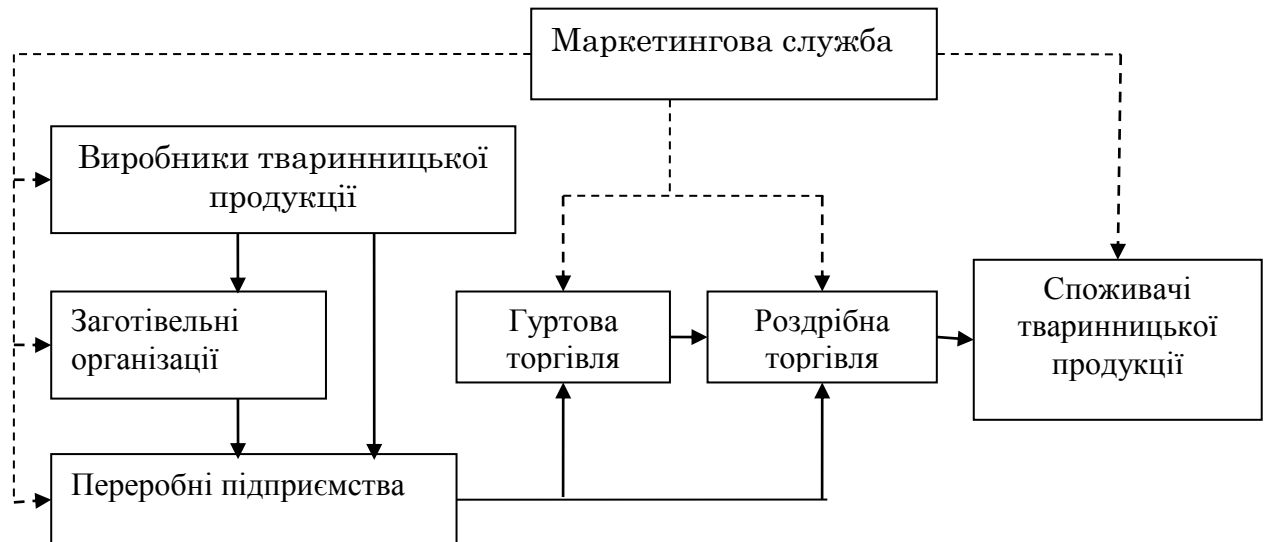 Маркетингова служба
Виробники тваринницької
продукції
Заготівельні
організації
Гуртова
торгівля
Роздрібна
торгівля
Споживачі
тваринницької
продукції
Переробні підприємства